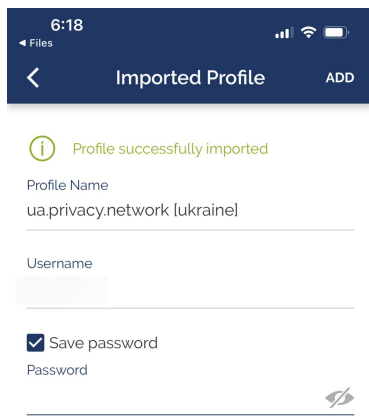 6:18
◀ Files
Imported Profile ADD
Profile successfully imported
Profile Name
ua.privacy.network [ukraine]
Username
Save password
Password